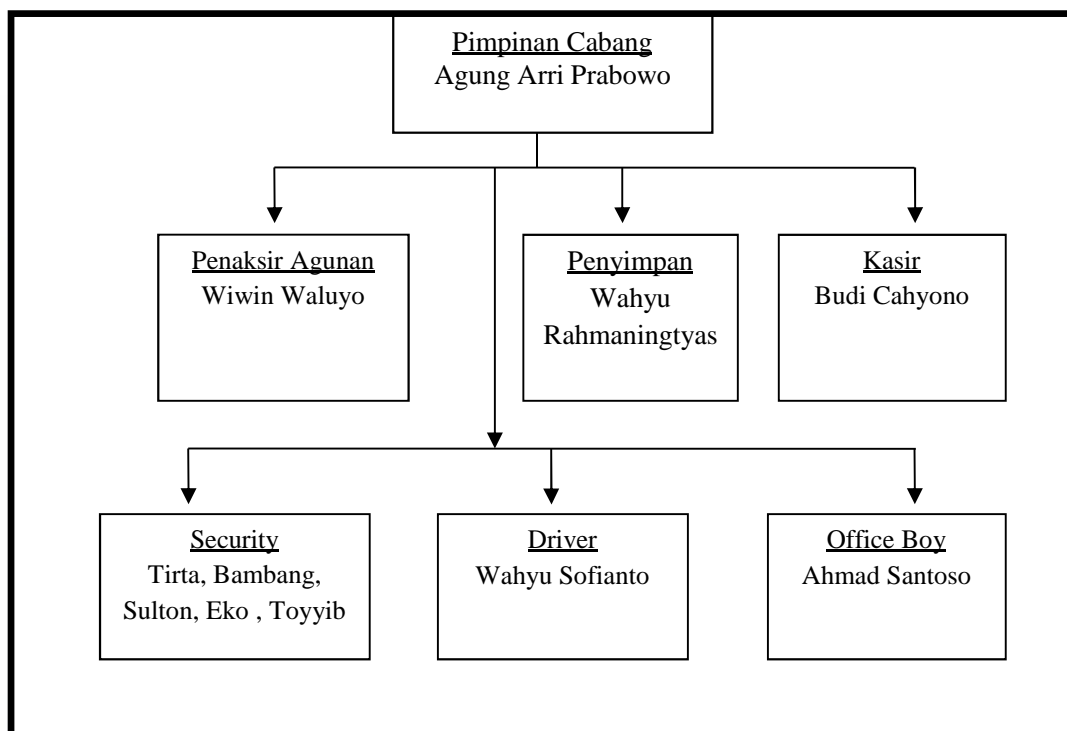 Pimpinan Cabang
Agung Arri Prabowo
Penaksir Agunan
Wiwin Waluyo
Penyimpan
Wahyu
Rahmaningtyas
Kasir
Budi Cahyono
Security
Tirta, Bambang,
Sulton, Eko , Toyyib
Driver
Wahyu Sofianto
Office Boy
Ahmad Santoso